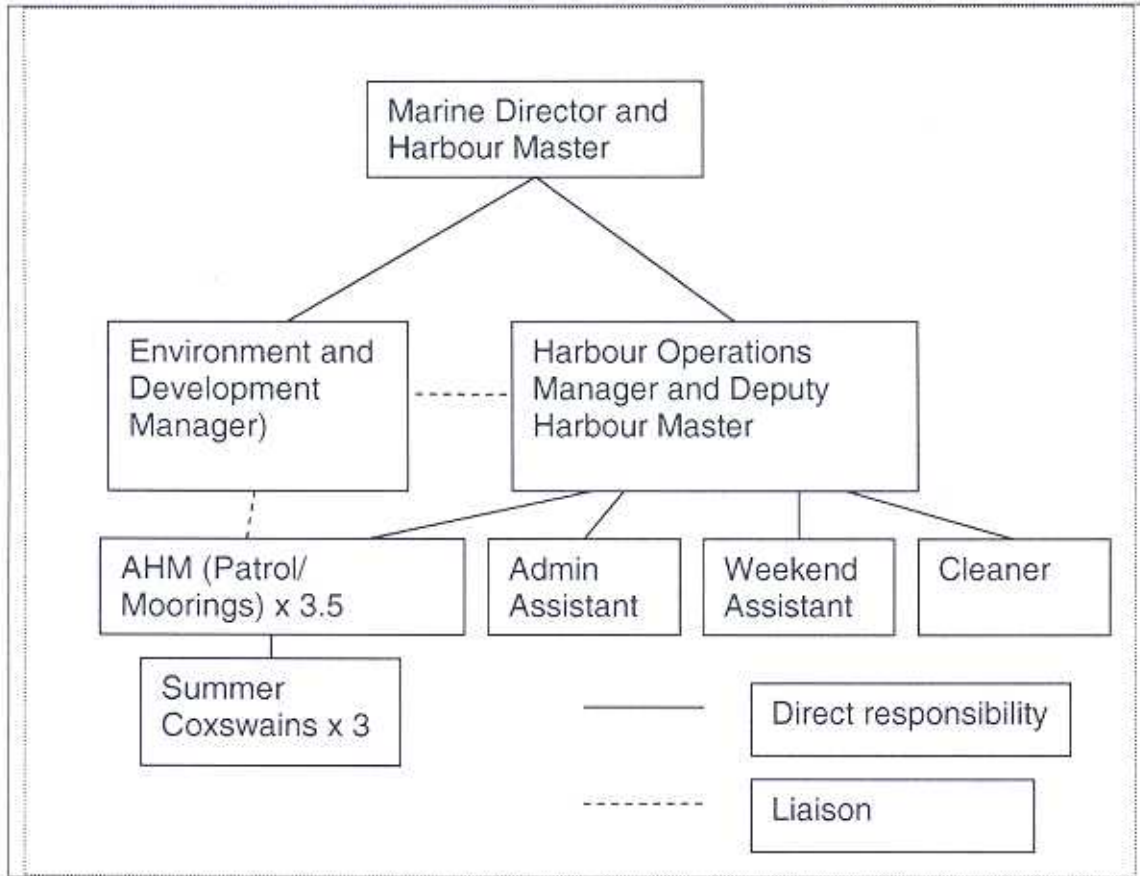 Marine Director and
Harbour Master
Environment and
Development
Manager)
Harbour Operations
Manager and Deputy
Harbour Master
AHM (Patrol/
Moorings) x 3.5
Admin
Assistant
Weekend
Assistant
Cleaner
Summer
Coxswains x 3
Direct responsibility
Liaison